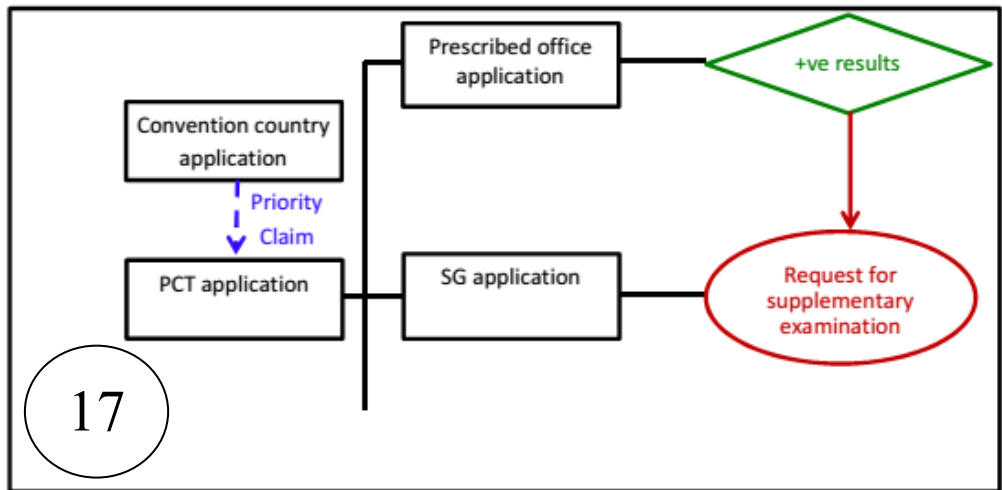 Prescribed office
application
+ve results
Convention country
application
Priority
Claim
PCT application
SG application
Request for
supplementary
examination
17